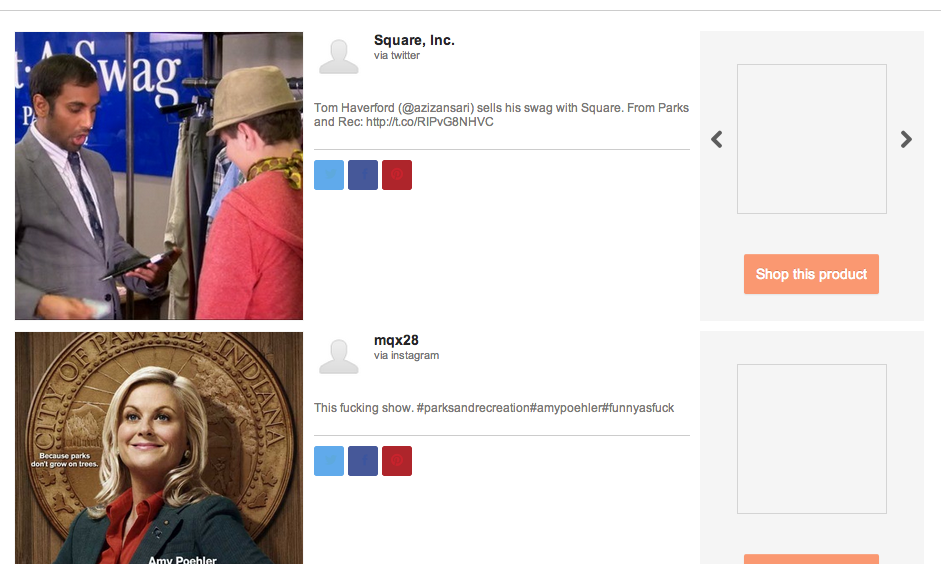 t-A-Swag
Square, Inc.
via twitter
Tom Haverford (@azizansari) sells his swag with Square. From Parks
and Rec: http://t.co/RlPvG8NHVC
Shop this product
CITY OF PAWNEE, INDIANA
Because parks
don't grow on trees.
Amy Poehler
mqx28
via instagram
This fucking show. #parksandrecreation#amypoehler#funnyasfuck